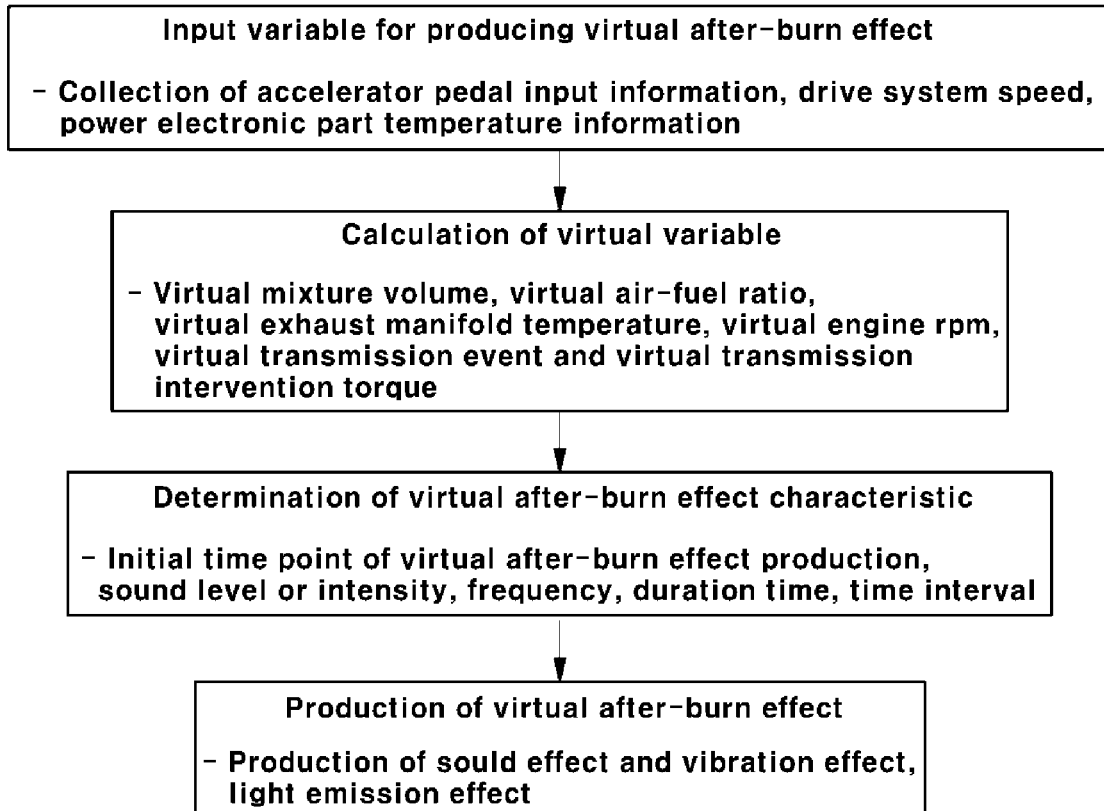 Input variable for producing virtual after-burn effect
- Collection of accelerator pedal input information, drive system speed,
power electronic part temperature information
Calculation of virtual variable
- Virtual mixture volume, virtual air-fuel ratio,
virtual exhaust manifold temperature, virtual engine rpm,
virtual transmission event and virtual transmission
intervention torque
Determination of virtual after-burn effect characteristic
- Initial time point of virtual after-burn effect production,
sound level or intensity, frequency, duration time, time interval
Production of virtual after-burn effect
- Production of sould effect and vibration effect,
light emission effect